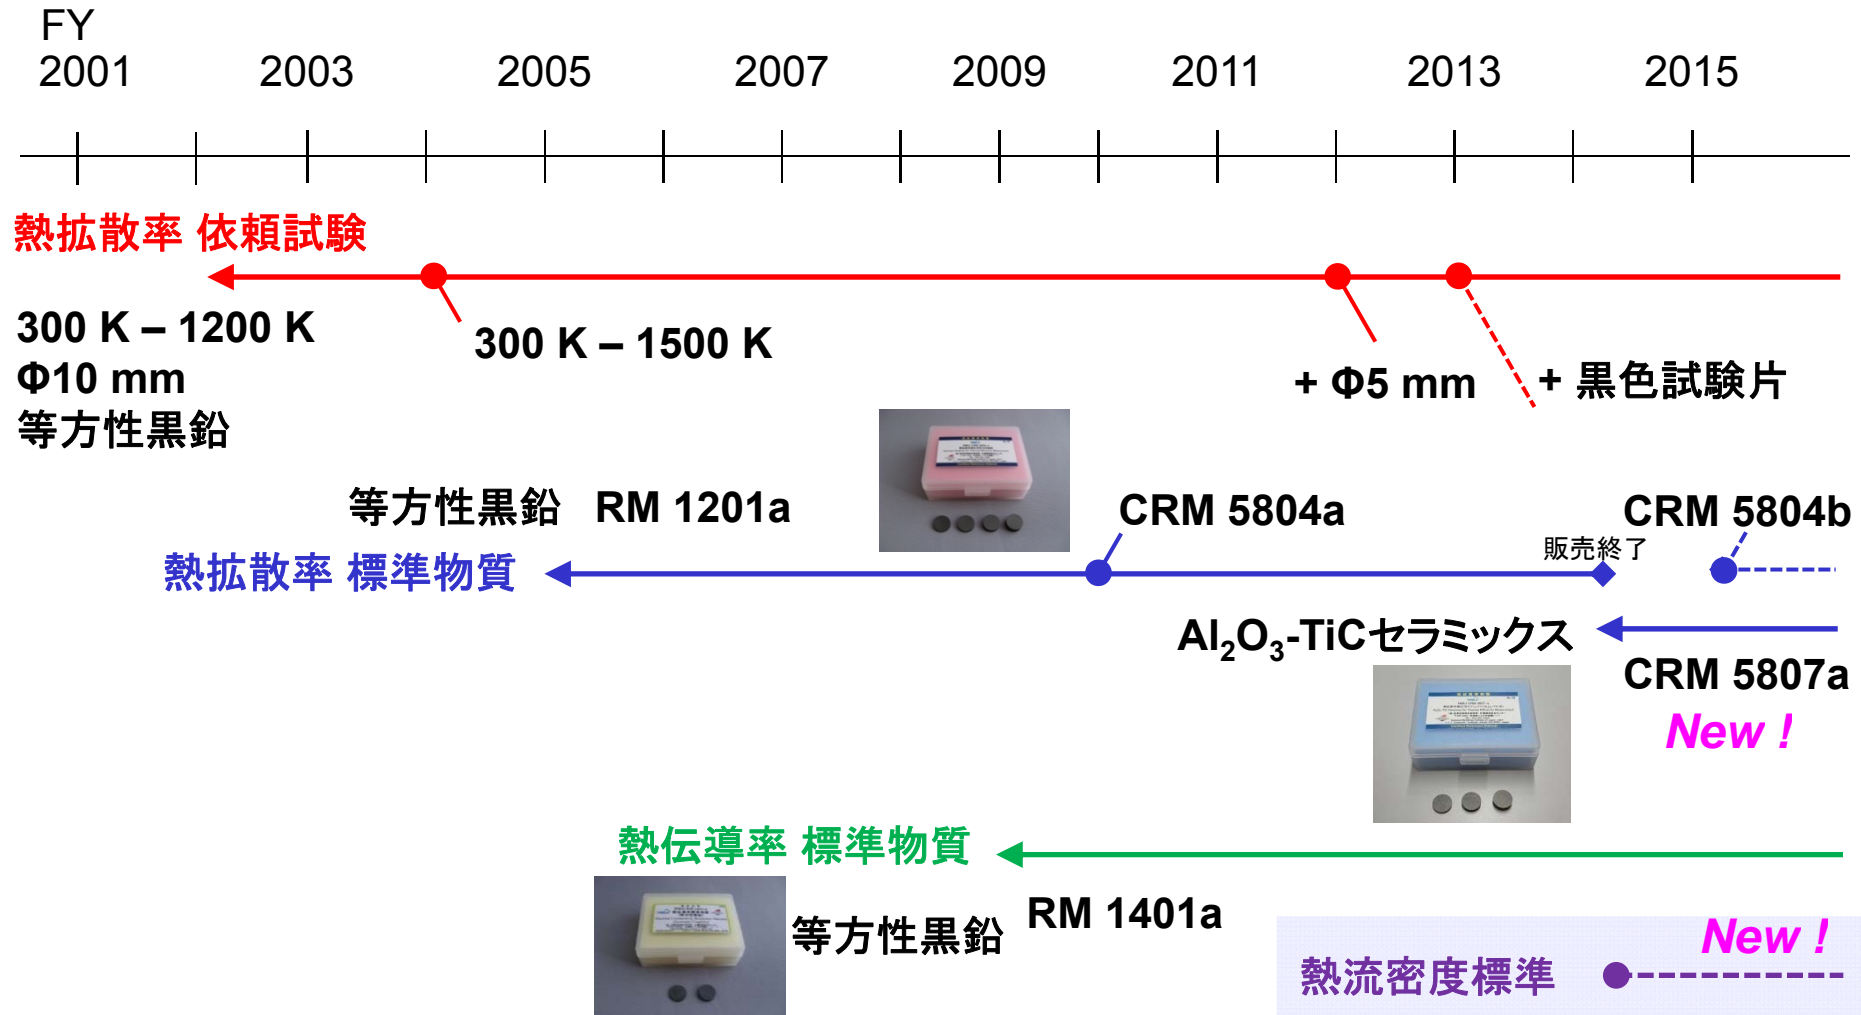 FY
2001 2003 2005 2007 2009 2011 2013 2015
熱拡散率 依頼試験
300 K – 1200 K
Φ10 mm
等方性黒鉛
300 K – 1500 K
+ Φ5 mm
+ 黒色試験片
等方性黒鉛 RM 1201a
CRM 5804a
CRM 5804b
販売終了
熱拡散率 標準物質
Al₂O₃-TiCセラミックス
CRM 5807a
New !
熱伝導率 標準物質
等方性黒鉛
RM 1401a
New !
熱流密度標準